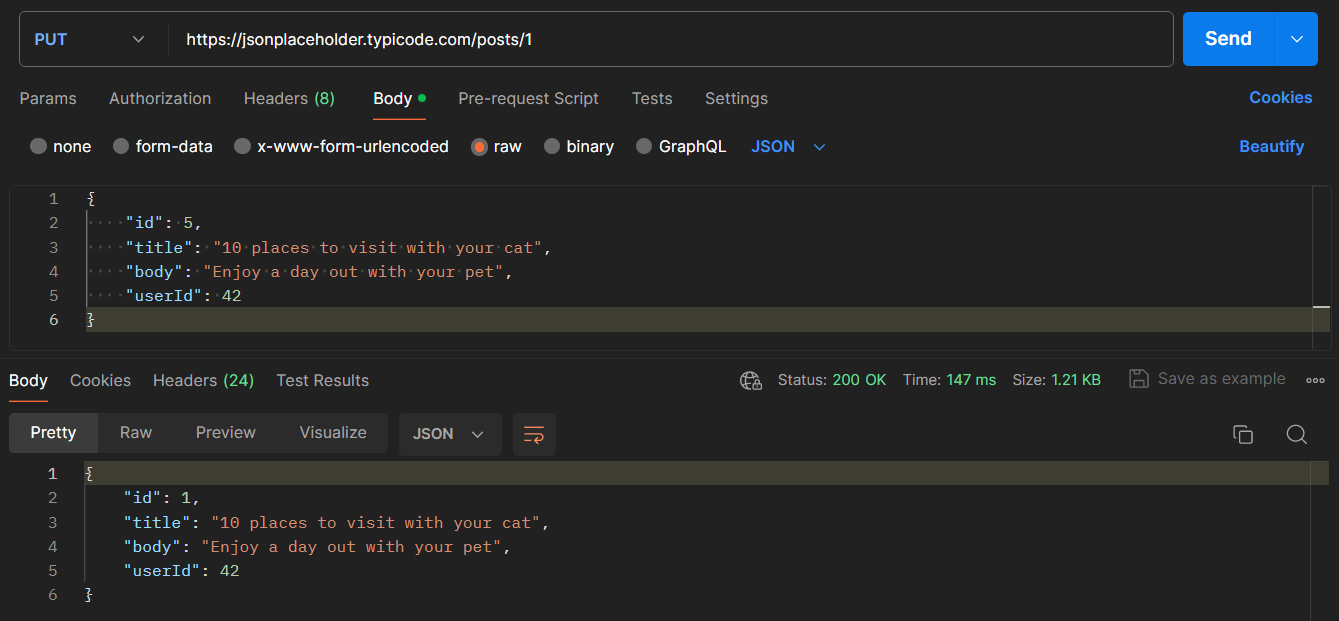 PUT https://jsonplaceholder.typicode.com/posts/1 Send
Params Authorization Headers (8) Body Pre-request Script Tests Settings Cookies
none form-data x-www-form-urlencoded raw binary GraphQL JSON Beautify
1 {
2 "id": 5,
3 "title": "10 places to visit with your cat",
4 "body": "Enjoy a day out with your pet",
5 "userId": 42
6 }
Body Cookies Headers (24) Test Results Status: 200 OK Time: 147 ms Size: 1.21 KB Save as example
Pretty Raw Preview Visualize JSON
1 {
2 "id": 1,
3 "title": "10 places to visit with your cat",
4 "body": "Enjoy a day out with your pet",
5 "userId": 42
6 }